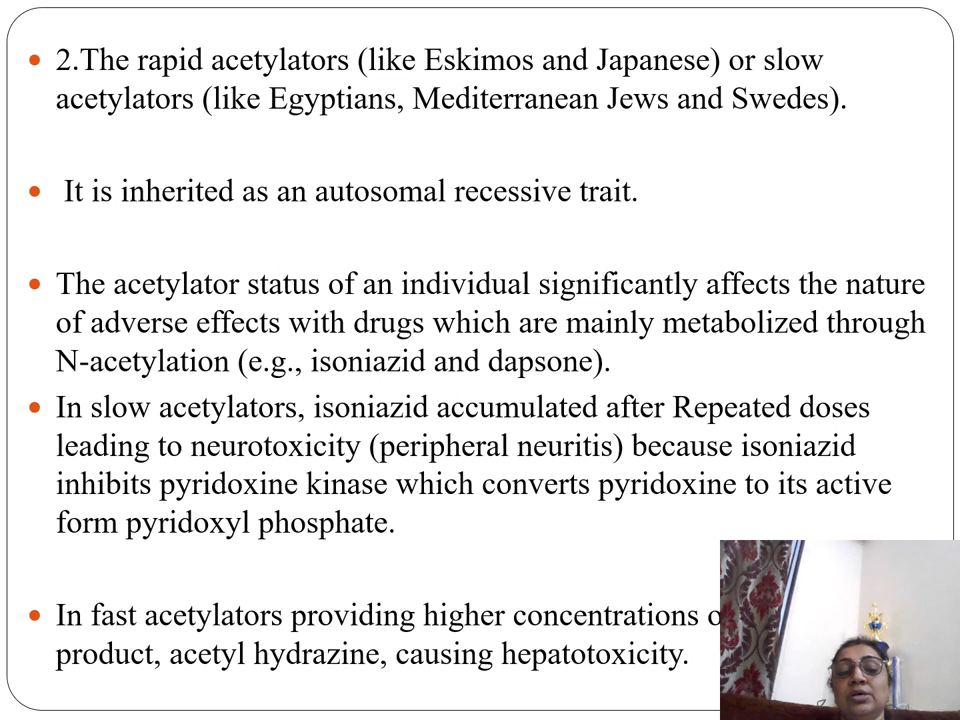 2.The rapid acetylators (like Eskimos and Japanese) or slow
acetylators (like Egyptians, Mediterranean Jews and Swedes).
It is inherited as an autosomal recessive trait.
The acetylator status of an individual significantly affects the nature
of adverse effects with drugs which are mainly metabolized through
N-acetylation (e.g., isoniazid and dapsone).
In slow acetylators, isoniazid accumulated after Repeated doses
leading to neurotoxicity (peripheral neuritis) because isoniazid
inhibits pyridoxine kinase which converts pyridoxine to its active
form pyridoxyl phosphate.
In fast acetylators providing higher concentrations
product, acetyl hydrazine, causing hepatotoxicity.